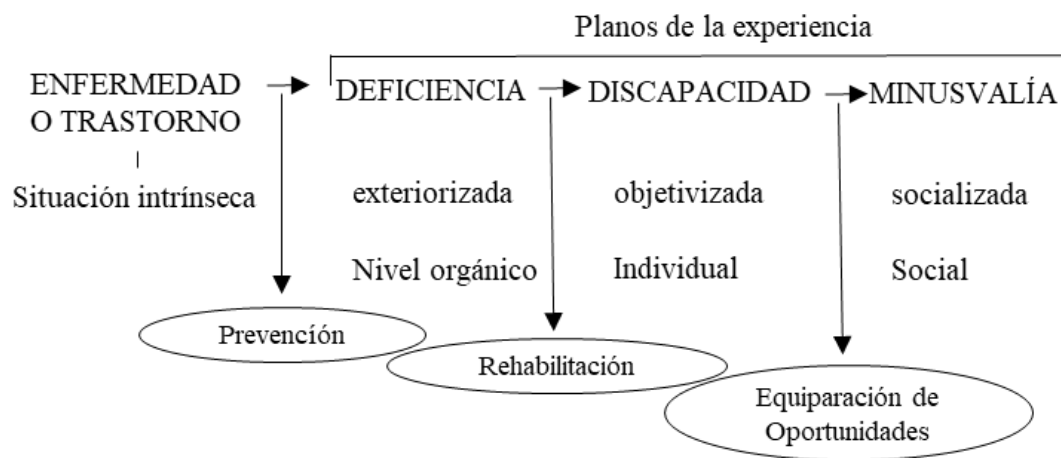 Planos de la experiencia
ENFERMEDAD
O TRASTORNO
DEFICIENCIA
DISCAPACIDAD
MINUSVALÍA
Situación intrínseca
exteriorizada
objetivizada
socializada
Nivel orgánico
Individual
Social
Prevencíón
Rehabilitación
Equiparación de
Oportunidades